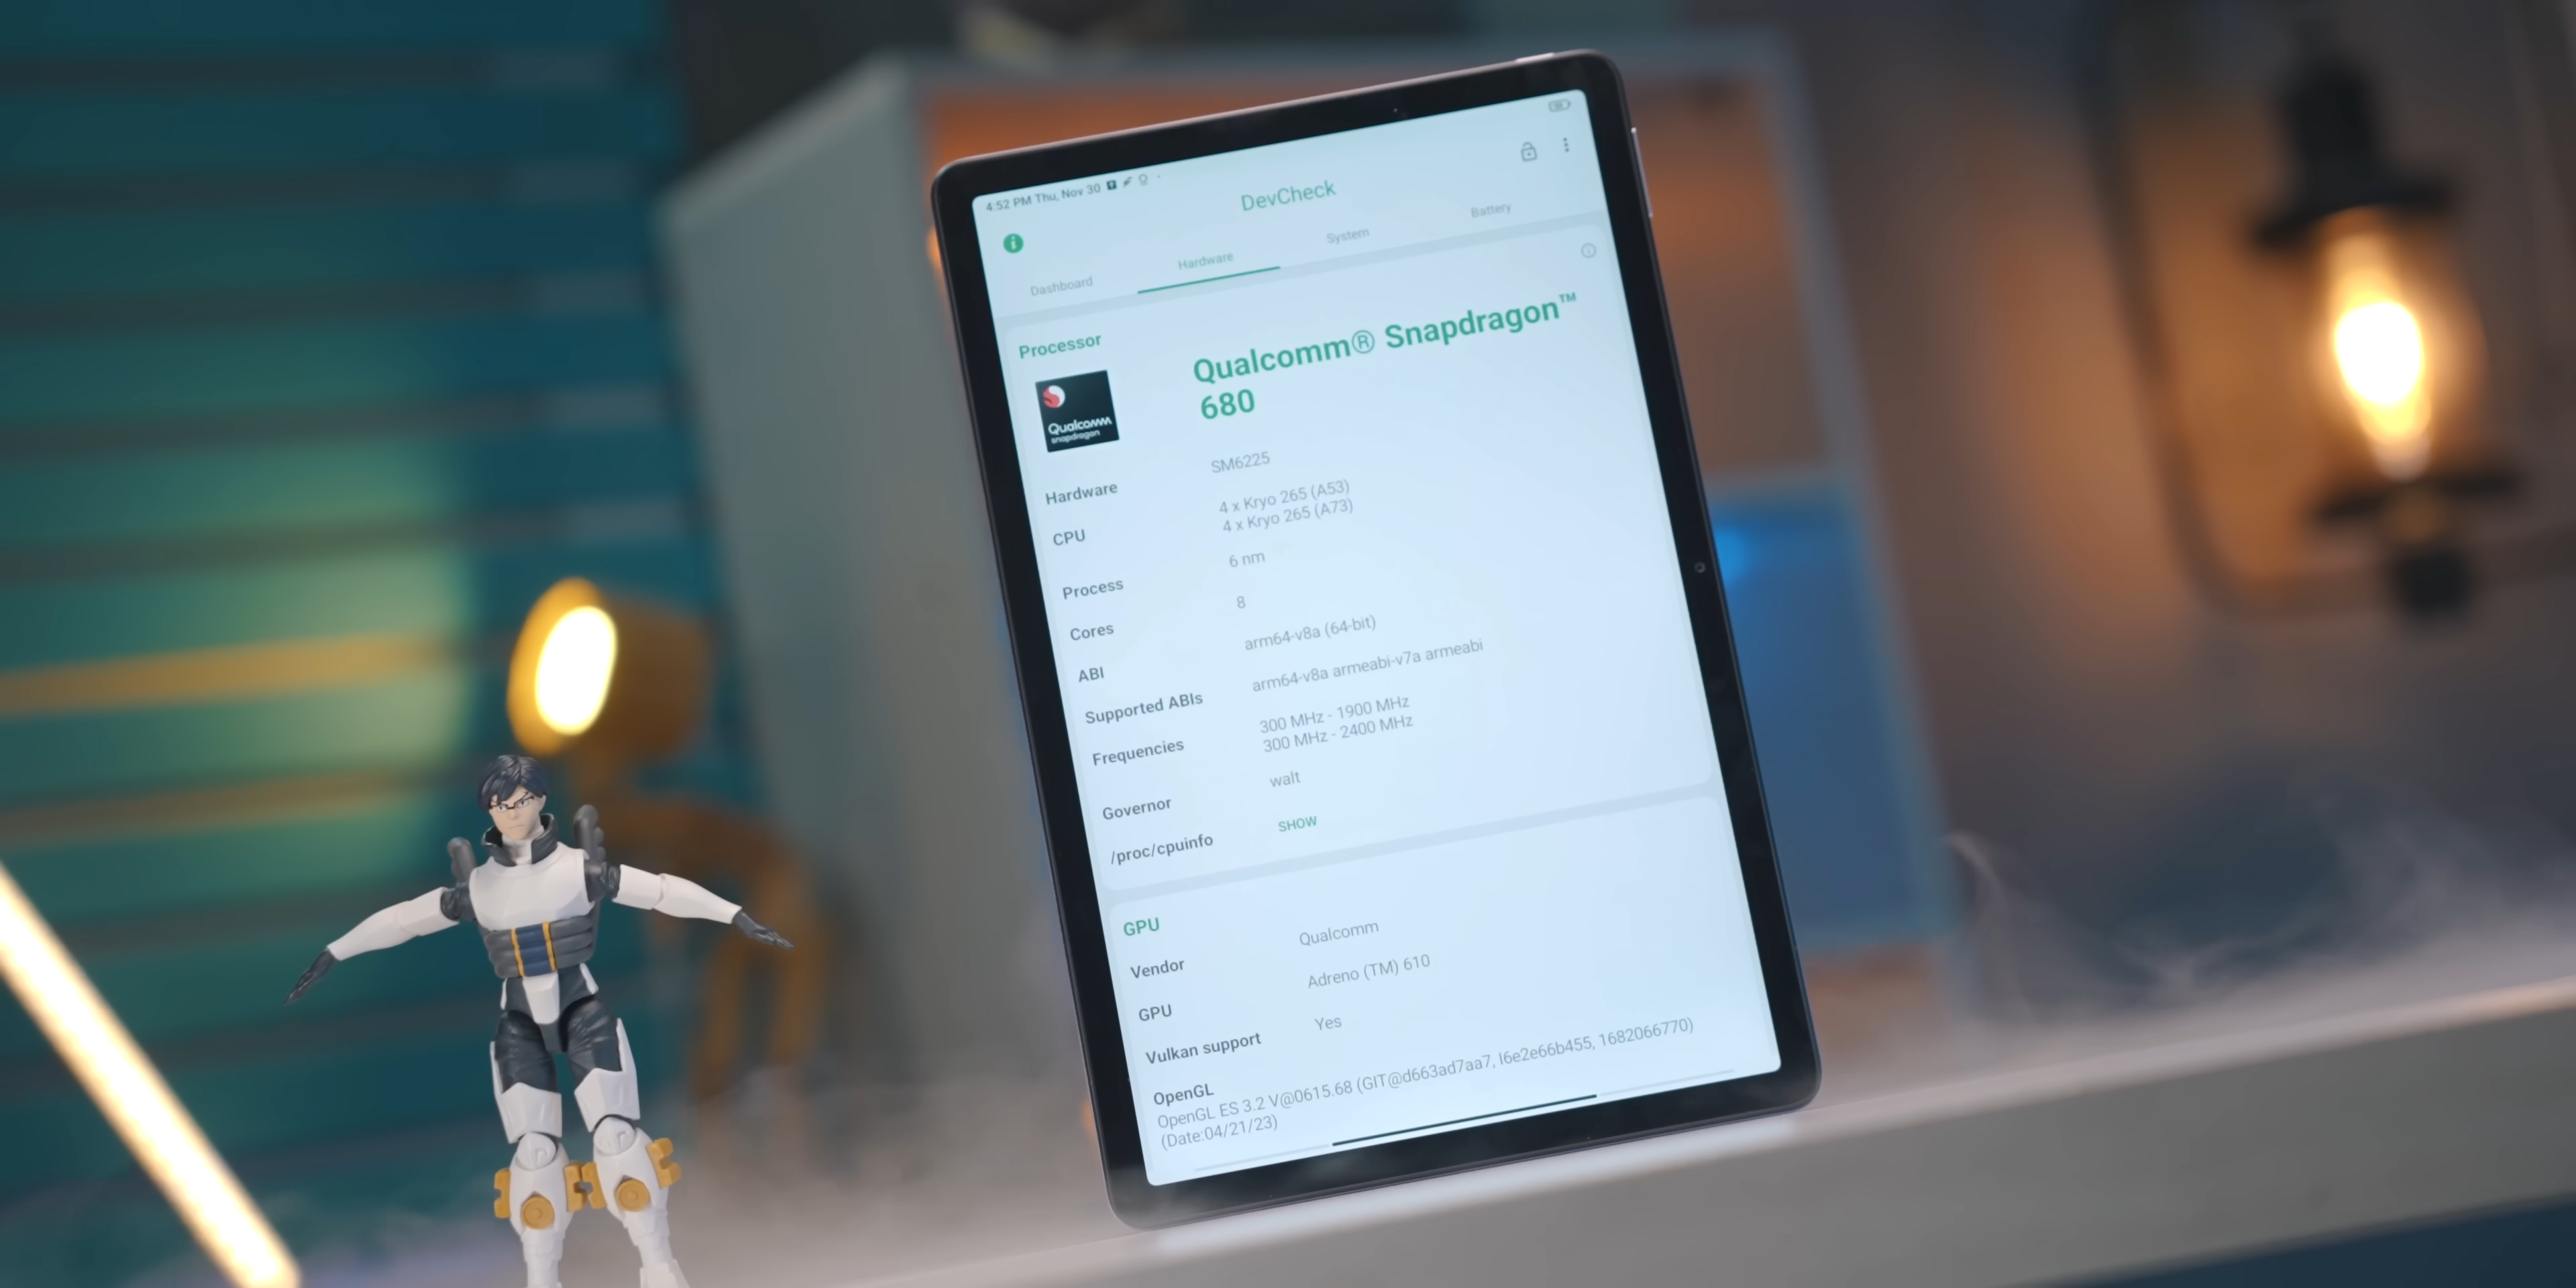 4:52 PM Thu, Nov 30
DevCheck
Dashboard
Hardware
System
Battery
Processor
Qualcomm
snapdragon
Qualcomm® Snapdragon™
680
Hardware
SM6225
CPU
4 x Kryo 265 (A53)
4 x Kryo 265 (A73)
Process
6 nm
Cores
8
ABI
arm64-v8a (64-bit)
Supported ABIs
arm64-v8a armeabi-v7a armeabi
Frequencies
300 MHz - 1900 MHz
300 MHz - 2400 MHz
Governor
walt
/proc/cpuinfo
SHOW
GPU
Vendor
Qualcomm
GPU
Adreno (TM) 610
Vulkan support
Yes
OpenGL
OpenGL ES 3.2 V@0615.68 (GIT@d663ad7aa7, I6e2e66b455, 1682066770)
(Date:04/21/23)